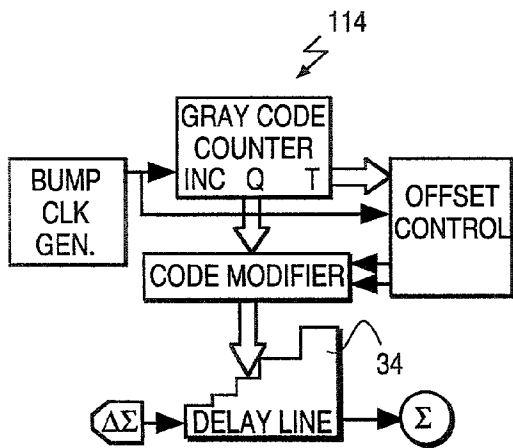 114
GRAY CODE
COUNTER
INC Q T
BUMP
CLK
GEN.
OFFSET
CONTROL
CODE MODIFIER
34
ΔΣ
DELAY LINE
Σ